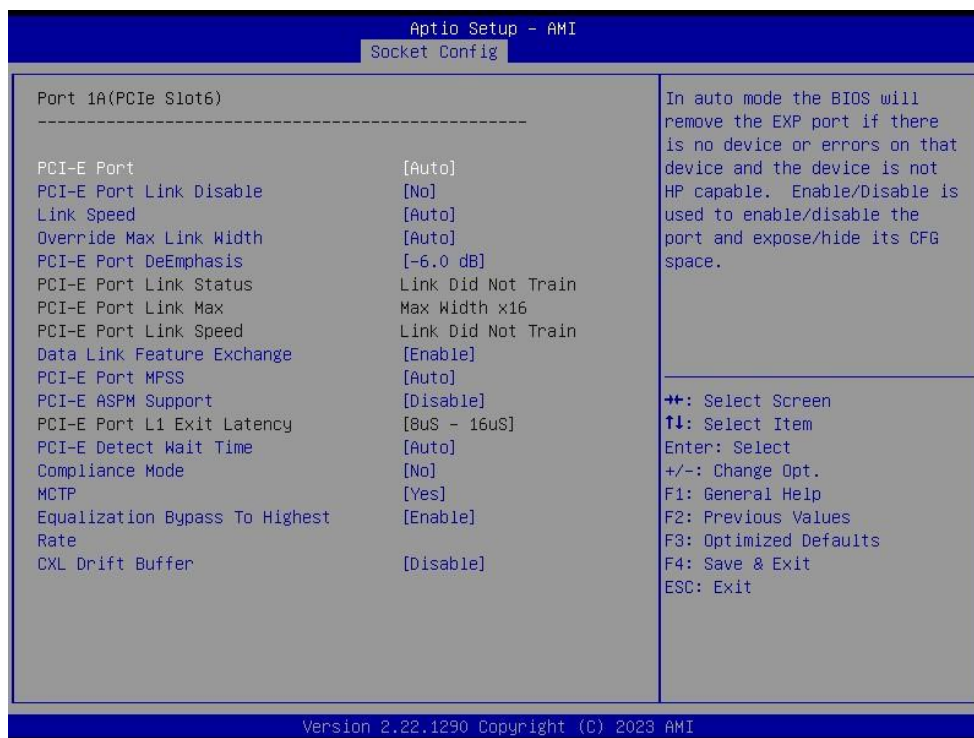 Aptio Setup – AMI
Socket Config
Port 1A(PCIe Slot6)
--------------------------------------------------
PCI-E Port [Auto]
PCI-E Port Link Disable [No]
Link Speed [Auto]
Override Max Link Width [Auto]
PCI-E Port DeEmphasis [-6.0 dB]
PCI-E Port Link Status Link Did Not Train
PCI-E Port Link Max Max Width x16
PCI-E Port Link Speed Link Did Not Train
Data Link Feature Exchange [Enable]
PCI-E Port MPSS [Auto]
PCI-E ASPM Support [Disable]
PCI-E Port L1 Exit Latency [8uS - 16uS]
PCI-E Detect Wait Time [Auto]
Compliance Mode [No]
MCTP [Yes]
Equalization Bypass To Highest [Enable]
Rate
CXL Drift Buffer [Disable]
In auto mode the BIOS will
remove the EXP port if there
is no device or errors on that
device and the device is not
HP capable.  Enable/Disable is
used to enable/disable the
port and expose/hide its CFG
space.
→←: Select Screen
↑↓: Select Item
Enter: Select
+/-: Change Opt.
F1: General Help
F2: Previous Values
F3: Optimized Defaults
F4: Save & Exit
ESC: Exit
Version 2.22.1290 Copyright (C) 2023 AMI